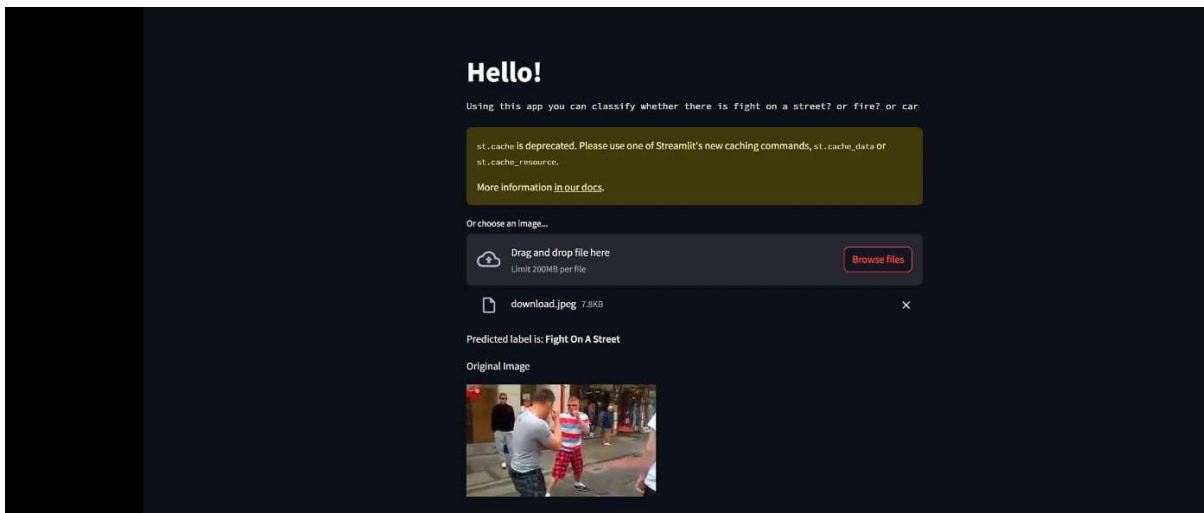 Hello!
Using this app you can classify whether there is fight on a street? or fire? or car
st.cache is deprecated. Please use one of Streamlit's new caching commands, st.cache_data or
st.cache_resource.
More information in our docs.
Or choose an image...
Drag and drop file here
Limit 200MB per file
Browse files
download.jpeg 7.8KB
Predicted label is: Fight On A Street
Original Image